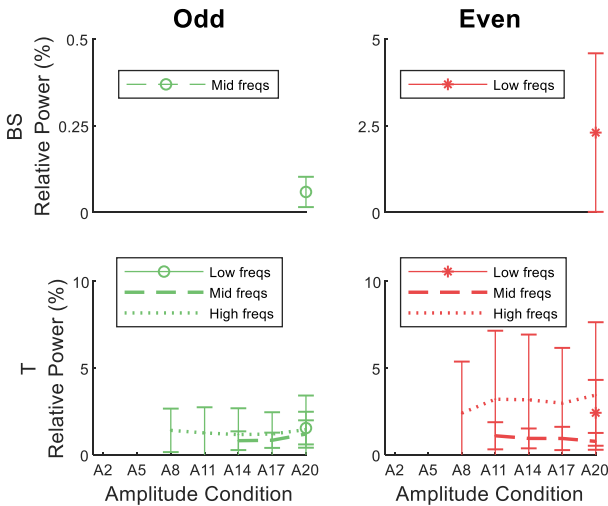 Odd
Even
BS
Relative Power (%)
0.5
0.25
0
Mid freqs
5
2.5
0
Low freqs
T
Relative Power (%)
10
5
0
Low freqs
Mid freqs
High freqs
A2 A5 A8 A11 A14 A17 A20
Amplitude Condition
10
5
0
Low freqs
Mid freqs
High freqs
A2 A5 A8 A11 A14 A17 A20
Amplitude Condition